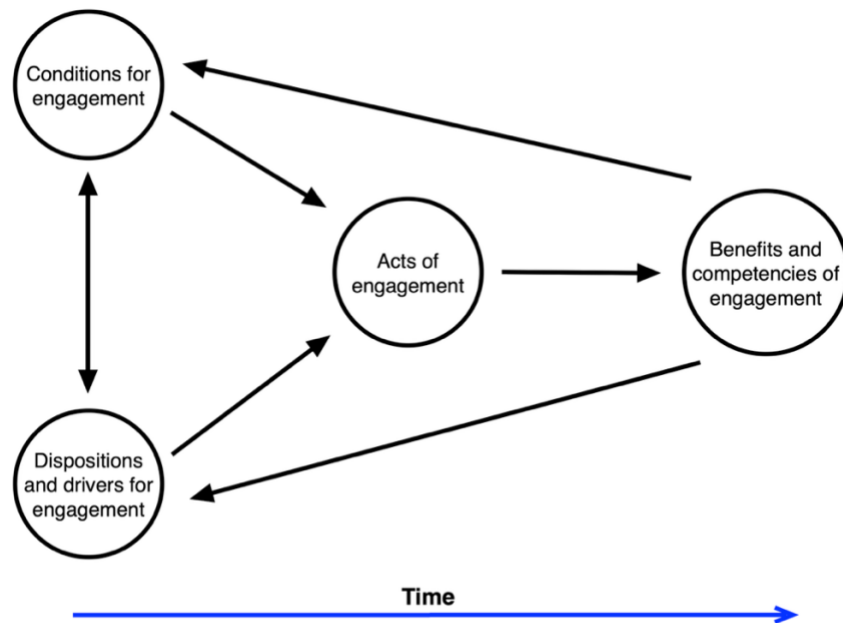 Conditions for
engagement
Acts of
engagement
Benefits and
competencies of
engagement
Dispositions
and drivers for
engagement
Time